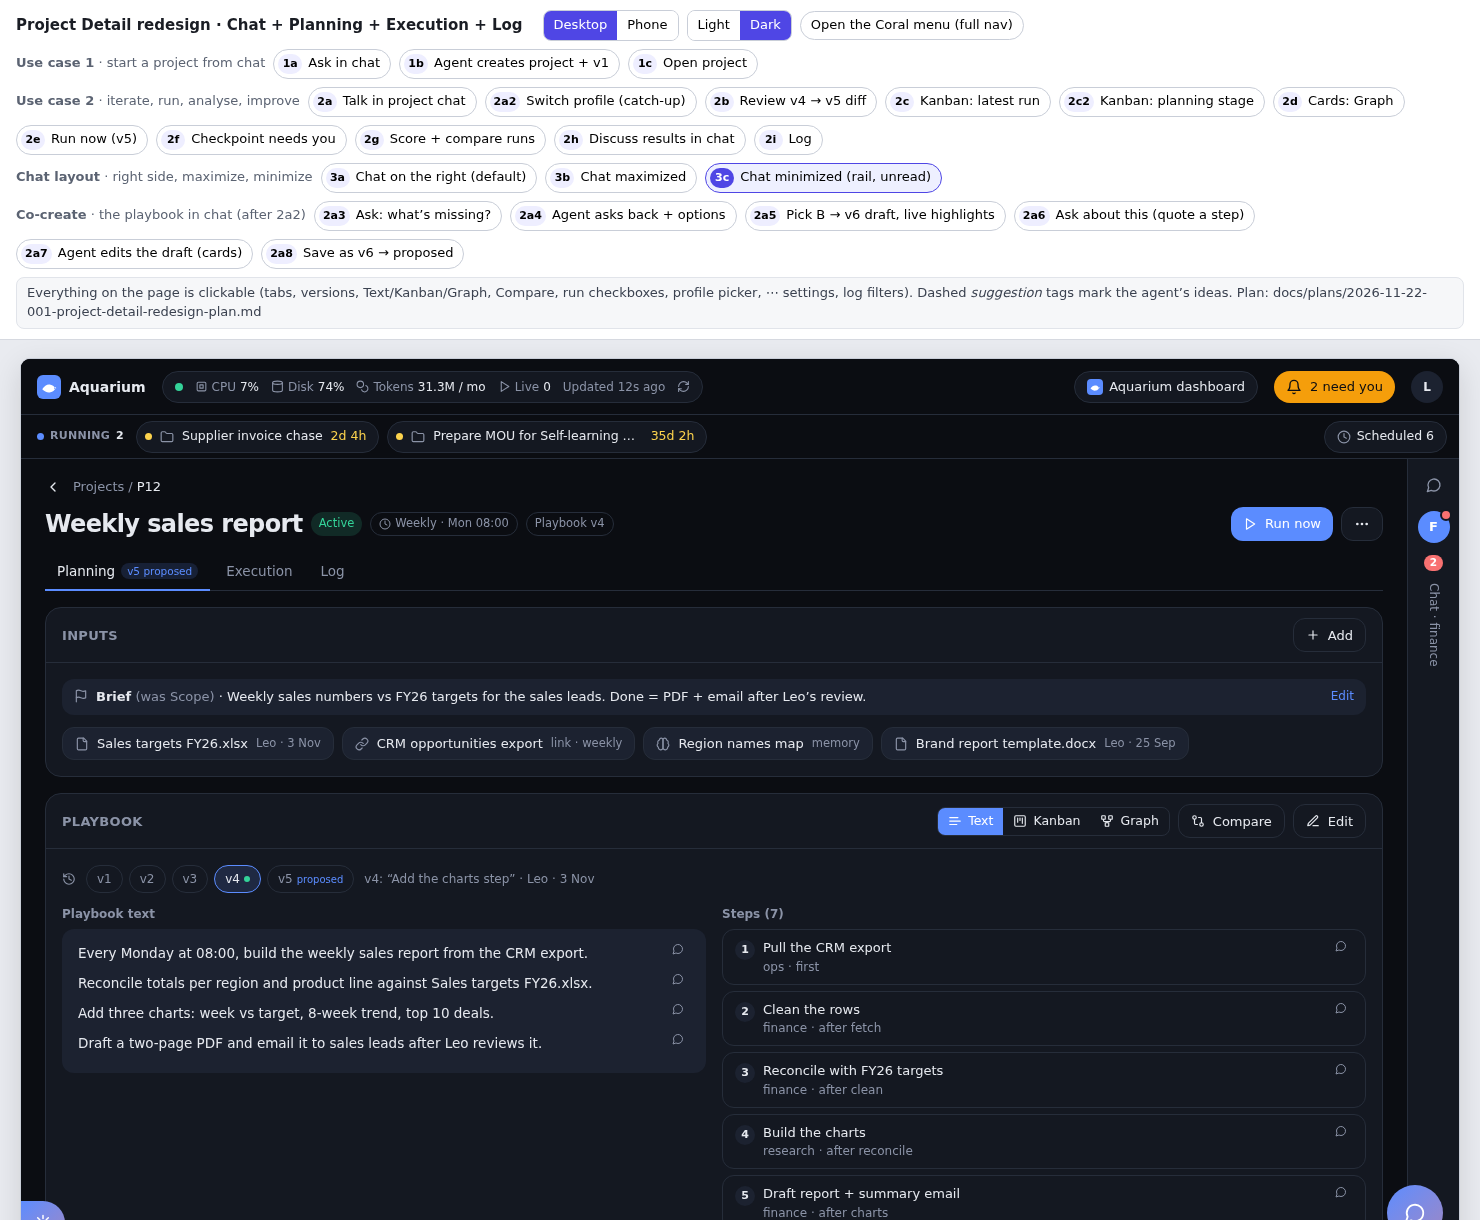 Project Detail redesign · Chat + Planning + Execution + Log Desktop Phone Light Dark Open the Coral menu (full nav)
Use case 1 · start a project from chat 1a Ask in chat 1b Agent creates project + v1 1c Open project
Use case 2 · iterate, run, analyse, improve 2a Talk in project chat 2a2 Switch profile (catch-up) 2b Review v4 → v5 diff 2c Kanban: latest run 2c2 Kanban: planning stage 2d Cards: Graph
2e Run now (v5) 2f Checkpoint needs you 2g Score + compare runs 2h Discuss results in chat 2i Log
Chat layout · right side, maximize, minimize 3a Chat on the right (default) 3b Chat maximized 3c Chat minimized (rail, unread)
Co-create · the playbook in chat (after 2a2) 2a3 Ask: what's missing? 2a4 Agent asks back + options 2a5 Pick B → v6 draft, live highlights 2a6 Ask about this (quote a step)
2a7 Agent edits the draft (cards) 2a8 Save as v6 → proposed
Everything on the page is clickable (tabs, versions, Text/Kanban/Graph, Compare, run checkboxes, profile picker, ··· settings, log filters). Dashed suggestion tags mark the agent's ideas. Plan: docs/plans/2026-11-22-
001-project-detail-redesign-plan.md
Aquarium CPU 7% Disk 74% Tokens 31.3M / mo Live 0 Updated 12s ago Aquarium dashboard 2 need you L
RUNNING 2 Supplier invoice chase 2d 4h Prepare MOU for Self-learning ... 35d 2h Scheduled 6
Projects / P12
Weekly sales report Active Weekly · Mon 08:00 Playbook v4 Run now ···
F
2
Chat · finance
Planning v5 proposed Execution Log
INPUTS Add
Brief (was Scope) · Weekly sales numbers vs FY26 targets for the sales leads. Done = PDF + email after Leo's review. Edit
Sales targets FY26.xlsx Leo · 3 Nov CRM opportunities export link · weekly Region names map memory Brand report template.docx Leo · 25 Sep
PLAYBOOK Text Kanban Graph Compare Edit
v1 v2 v3 v4 v5 proposed v4: “Add the charts step” · Leo · 3 Nov
Playbook text
Every Monday at 08:00, build the weekly sales report from the CRM export.
Reconcile totals per region and product line against Sales targets FY26.xlsx.
Add three charts: week vs target, 8-week trend, top 10 deals.
Draft a two-page PDF and email it to sales leads after Leo reviews it.
Steps (7)
1 Pull the CRM export
ops · first
2 Clean the rows
finance · after fetch
3 Reconcile with FY26 targets
finance · after clean
4 Build the charts
research · after reconcile
5 Draft report + summary email
finance · after charts